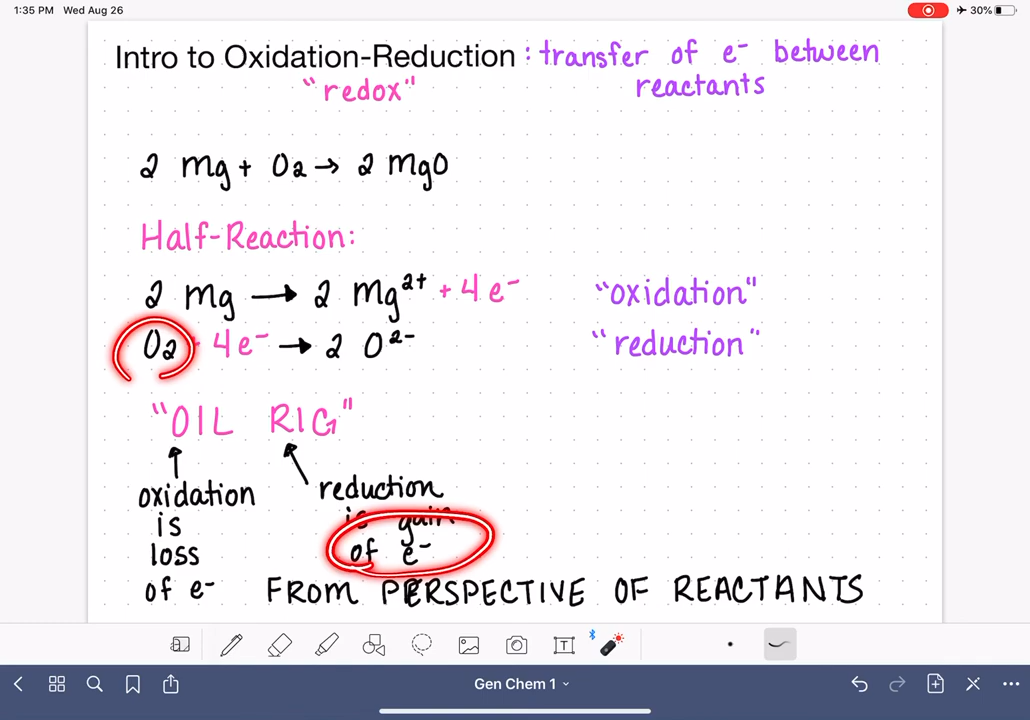 1:35 PM Wed Aug 26
30%
Intro to Oxidation-Reduction : transfer of e⁻ between
"redox" reactants
2 Mg + O₂ → 2 MgO
Half-Reaction:
2 Mg → 2 Mg²⁺ + 4 e⁻ "oxidation"
O₂ + 4e⁻ → 2 O²⁻ "reduction"
"OIL RIG"
oxidation
is
loss
of e⁻
reduction
is gain
of e⁻
FROM PERSPECTIVE OF REACTANTS
T
Gen Chem 1